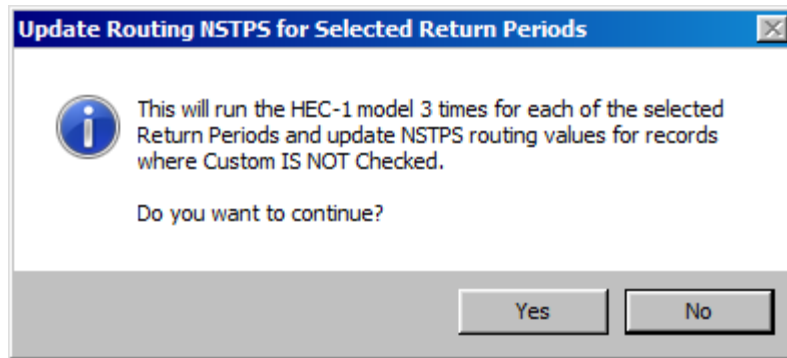 Update Routing NSTPS for Selected Return Periods
This will run the HEC-1 model 3 times for each of the selected
Return Periods and update NSTPS routing values for records
where Custom IS NOT Checked.
Do you want to continue?
Yes No